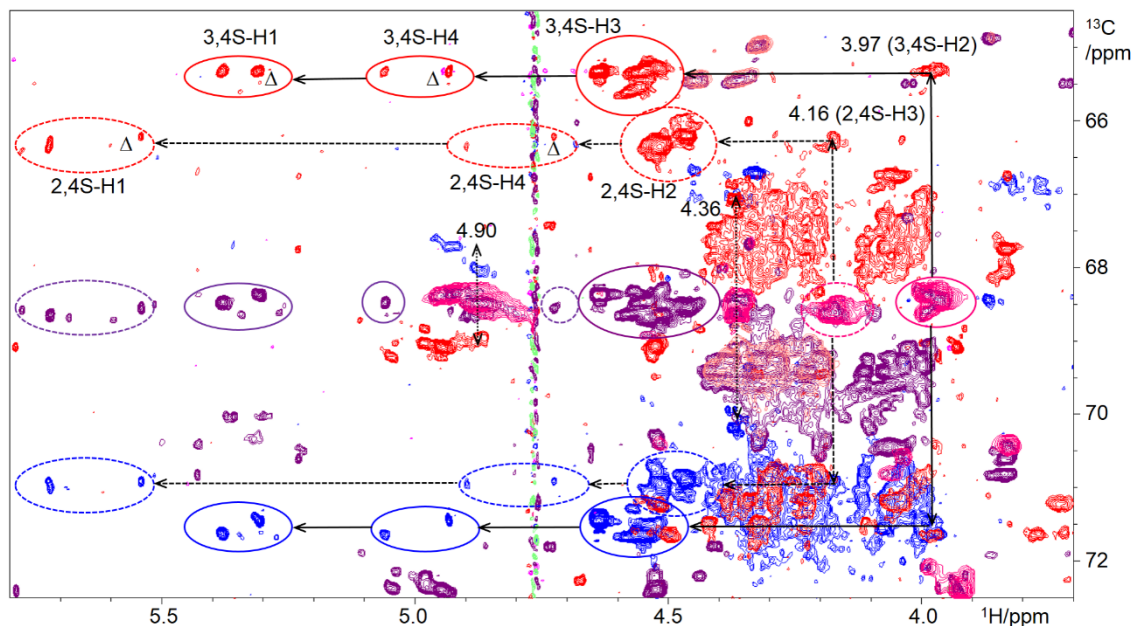 3,4S-H1 3,4S-H4 3,4S-H3 ¹³C
/ppm
3.97 (3,4S-H2)
Δ Δ
4.16 (2,4S-H3)
66
Δ Δ
2,4S-H1 2,4S-H4 2,4S-H2
4.36
4.90
68
70
72
5.5 5.0 4.5 4.0 ¹H/ppm